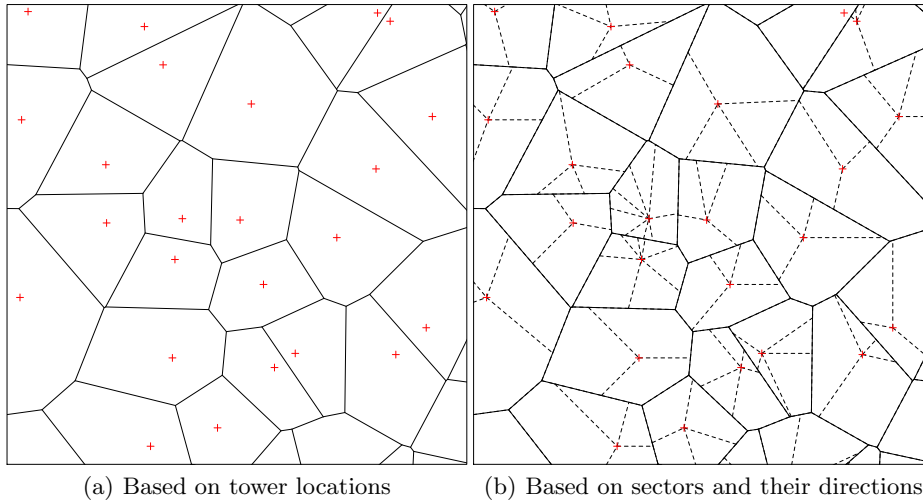 (a) Based on tower locations
(b) Based on sectors and their directions